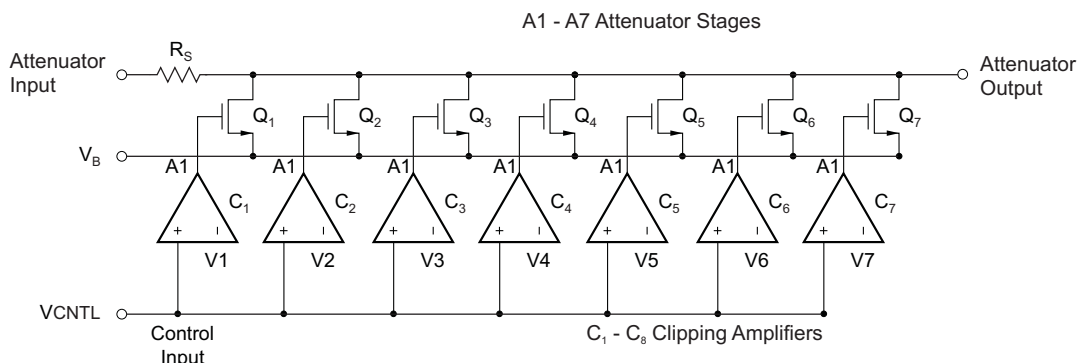 A1 - A7 Attenuator Stages
Attenuator
Input
R_S
Attenuator
Output
Q₁ Q₂ Q₃ Q₄ Q₅ Q₆ Q₇
V_B
A1 A1 A1 A1 A1 A1 A1
C₁ C₂ C₃ C₄ C₅ C₆ C₇
+ – + – + – + – + – + – + –
V1 V2 V3 V4 V5 V6 V7
VCNTL
Control
Input
C₁ - C₈ Clipping Amplifiers